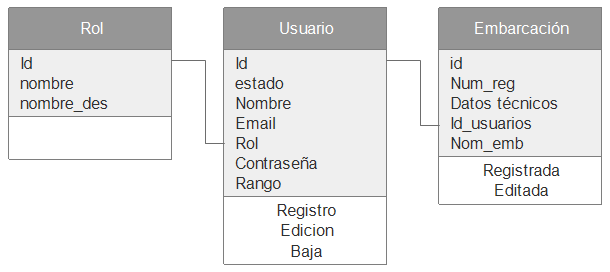 Rol
Id
nombre
nombre_des
Usuario
Id
estado
Nombre
Email
Rol
Contraseña
Rango
Registro
Edicion
Baja
Embarcación
id
Num_reg
Datos técnicos
Id_usuarios
Nom_emb
Registrada
Editada